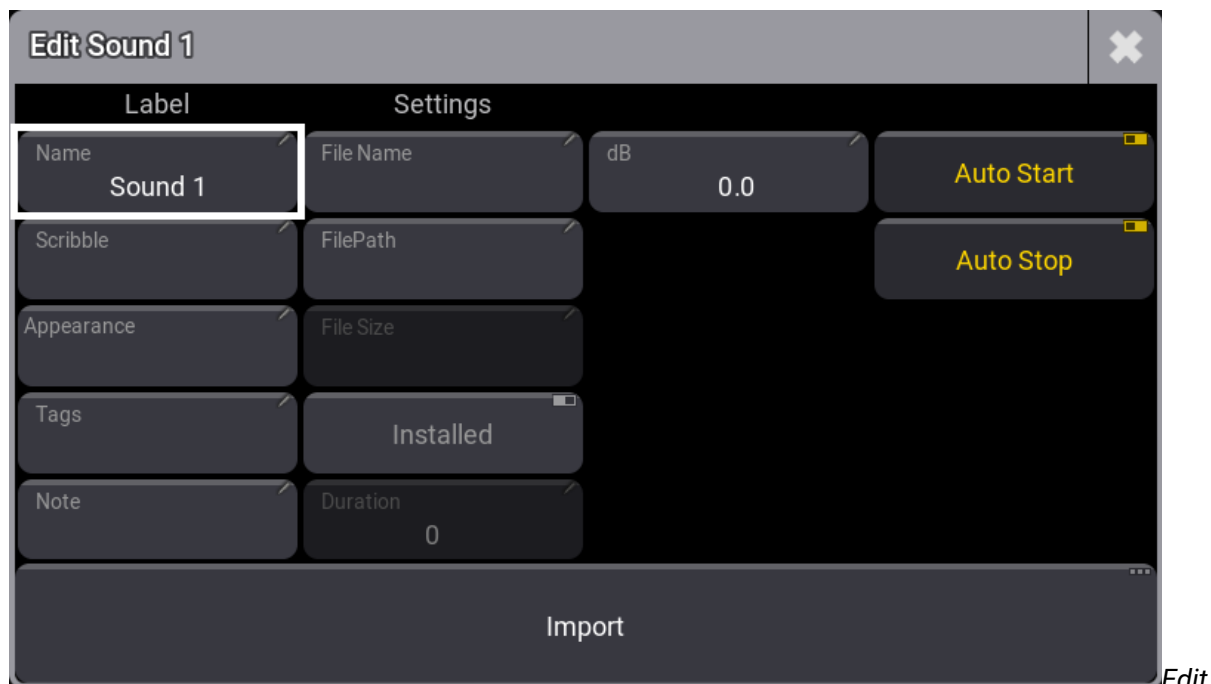 Edit Sound 1
Label Settings
Name File Name dB
Sound 1 0.0 Auto Start
Scribble FilePath
Auto Stop
Appearance File Size
Tags
Installed
Note Duration
0
Import
Edit